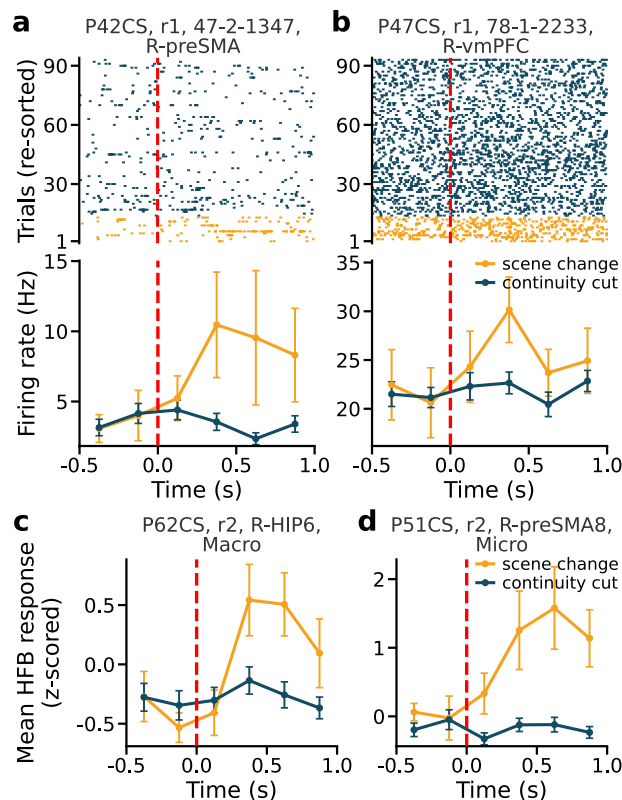 a
P42CS, r1, 47-2-1347,
R-preSMA
90
60
30
1
Trials (re-sorted)
15
10
5
Firing rate (Hz)
-0.5 0.0 0.5 1.0
Time (s)
b
P47CS, r1, 78-1-2233,
R-vmPFC
90
60
30
1
scene change
continuity cut
35
30
25
20
-0.5 0.0 0.5 1.0
Time (s)
c
P62CS, r2, R-HIP6,
Macro
0.5
0.0
-0.5
Mean HFB response
(z-scored)
-0.5 0.0 0.5 1.0
Time (s)
d
P51CS, r2, R-preSMA8,
Micro
scene change
continuity cut
2
1
0
-0.5 0.0 0.5 1.0
Time (s)